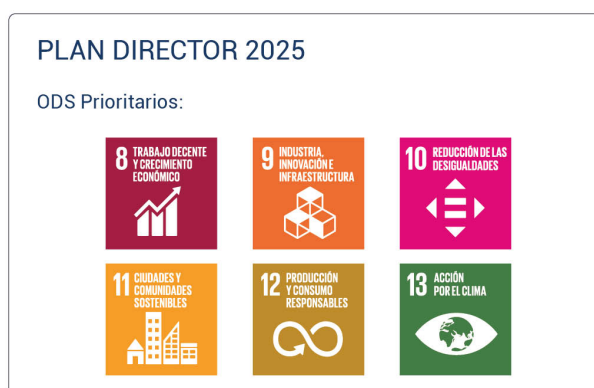 PLAN DIRECTOR 2025
ODS Prioritarios:
8 TRABAJO DECENTE
Y CRECIMIENTO
ECONÓMICO
9 INDUSTRIA,
INNOVACIÓN E
INFRAESTRUCTURA
10 REDUCCIÓN DE LAS
DESIGUALDADES
11 CIUDADES Y
COMUNIDADES
SOSTENIBLES
12 PRODUCCIÓN
Y CONSUMO
RESPONSABLES
13 ACCIÓN
POR EL CLIMA